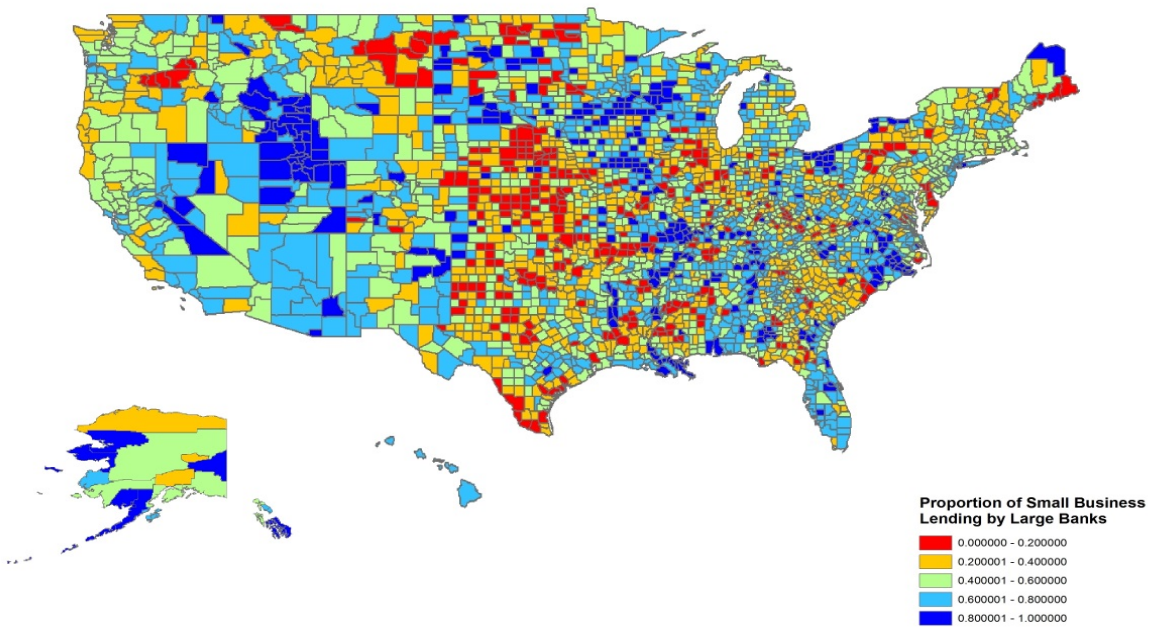 Proportion of Small Business
Lending by Large Banks
0.000000 - 0.200000
0.200001 - 0.400000
0.400001 - 0.600000
0.600001 - 0.800000
0.800001 - 1.000000